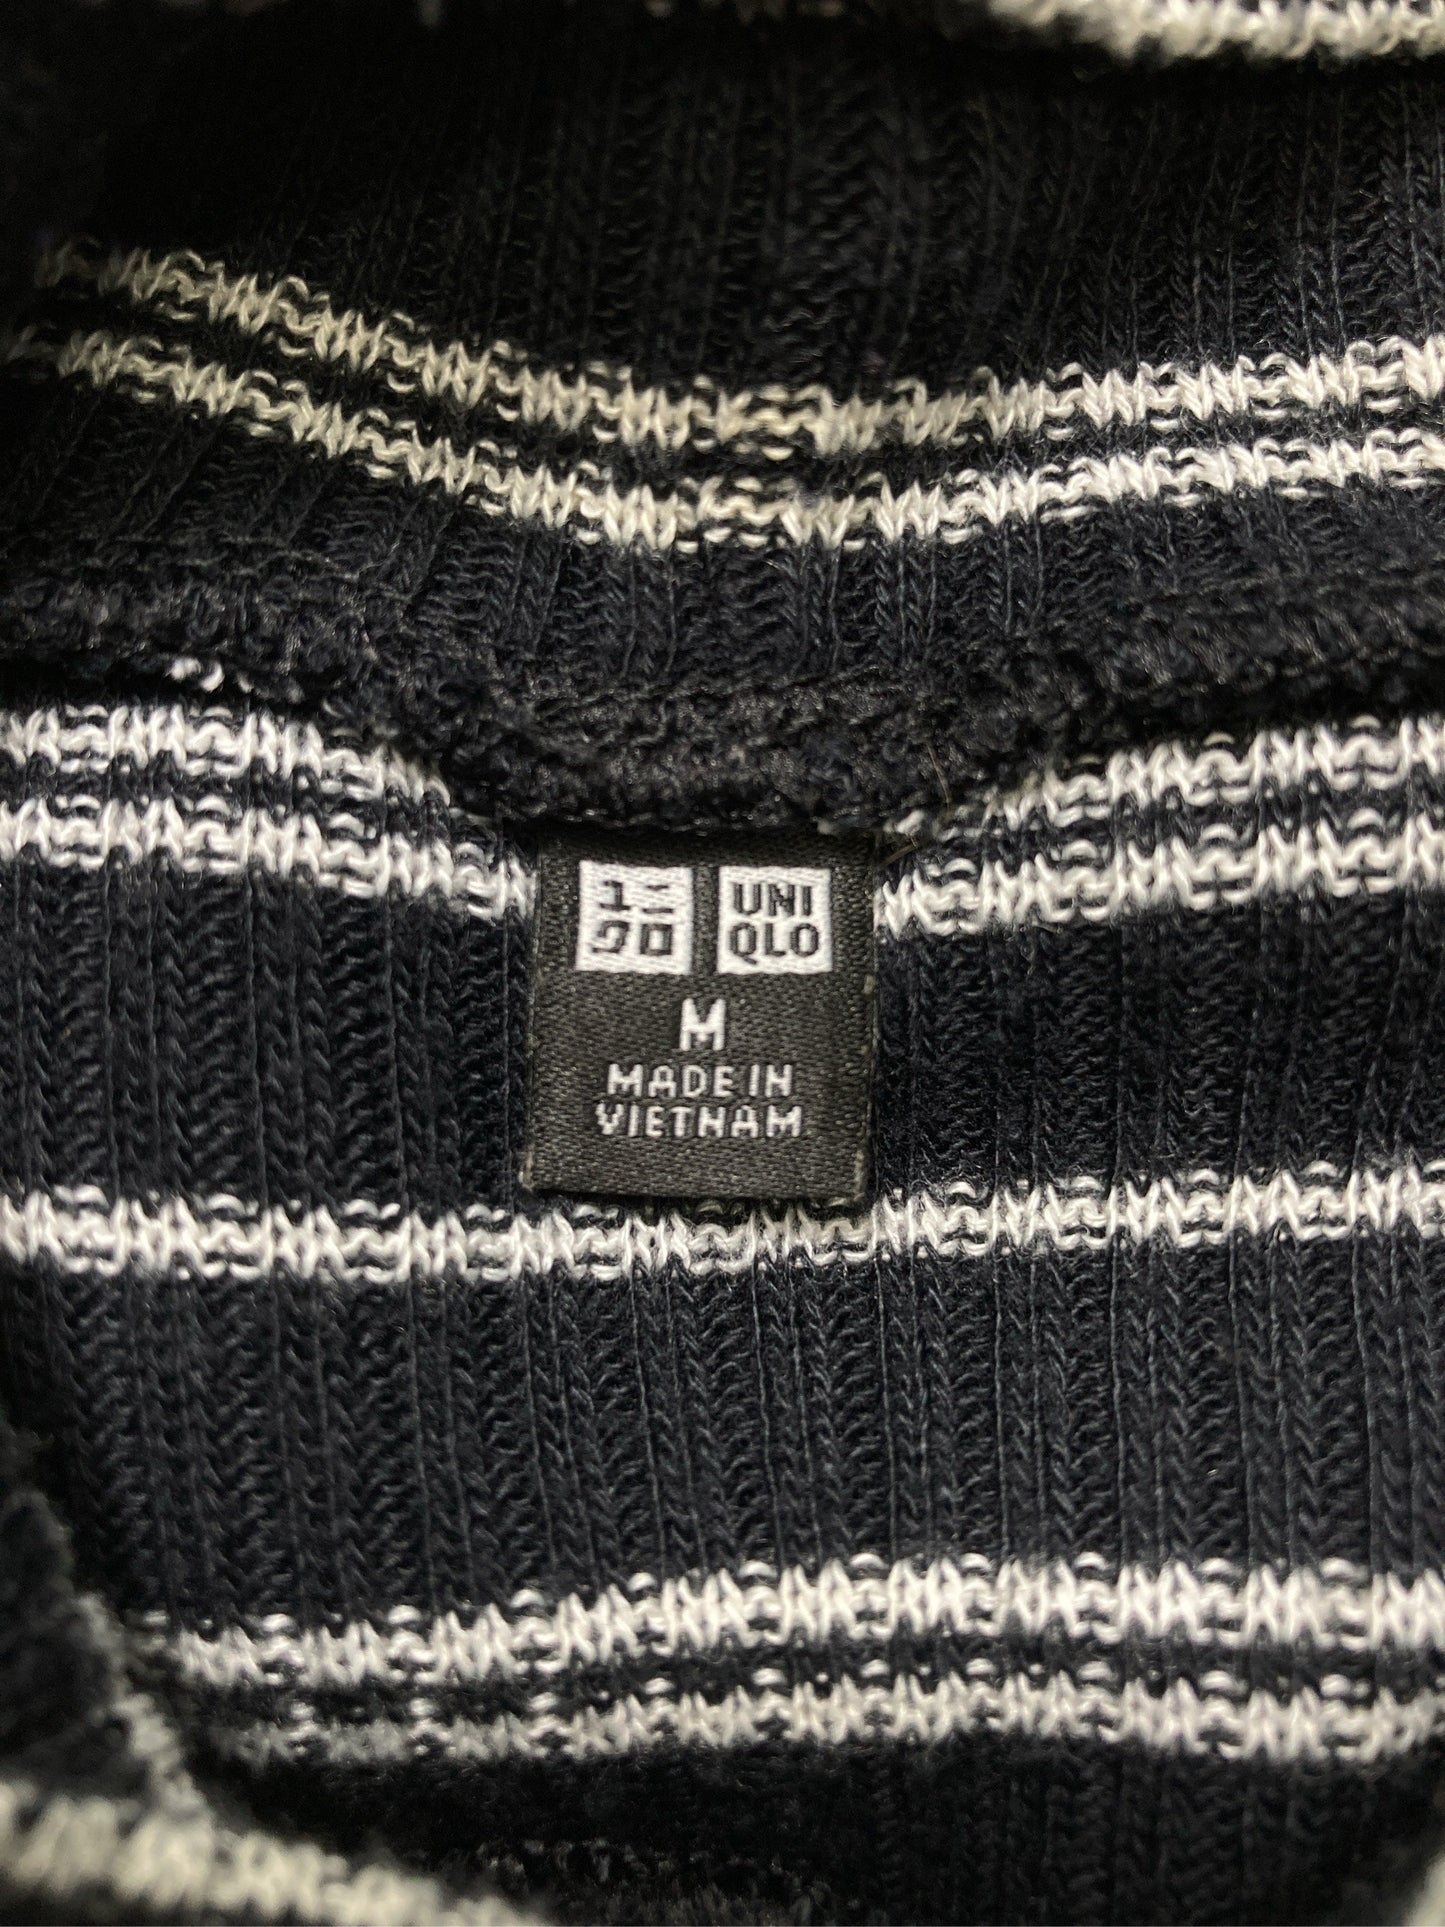 ユニ UNI
クロ QLO
M
MADE IN
VIETNAM